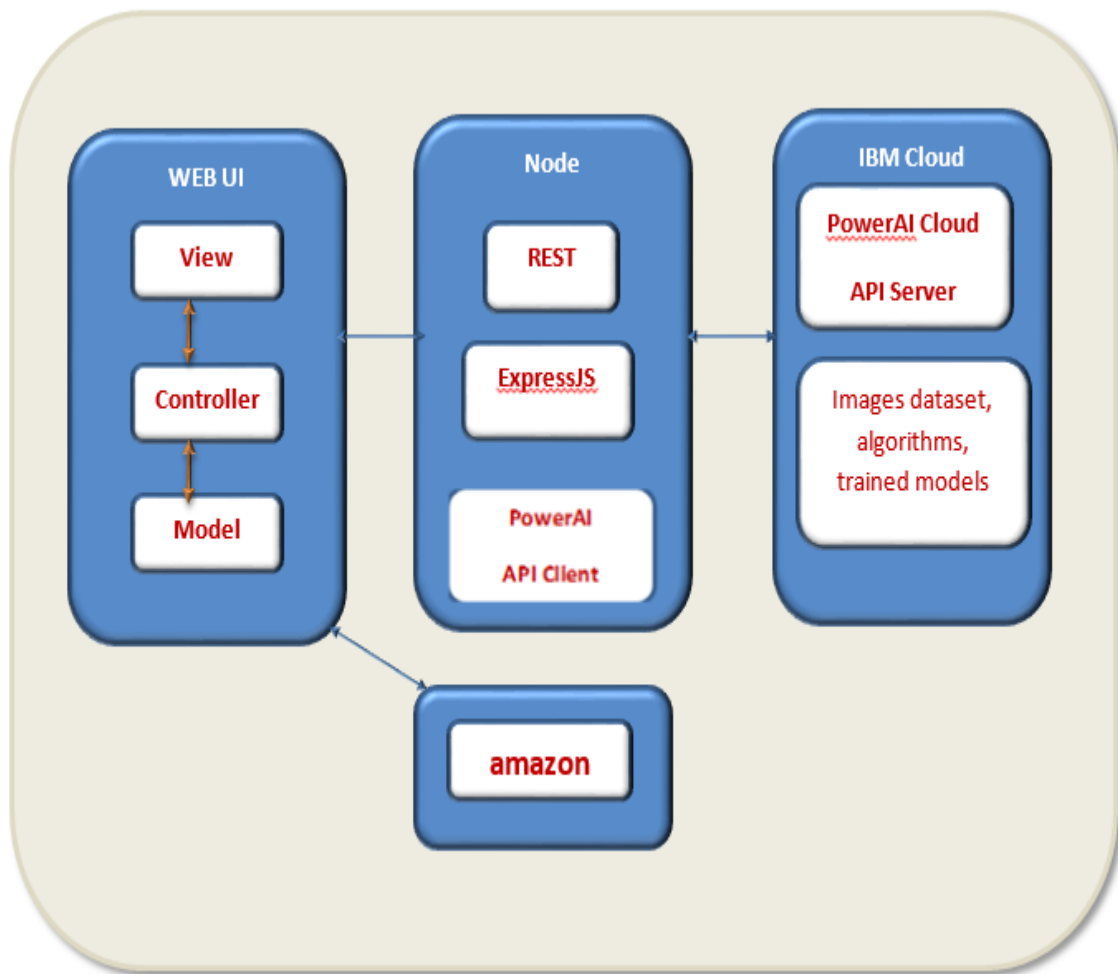 WEB UI
View
Controller
Model
Node
REST
ExpressJS
PowerAI
API Client
IBM Cloud
PowerAI Cloud
API Server
Images dataset,
algorithms,
trained models
amazon